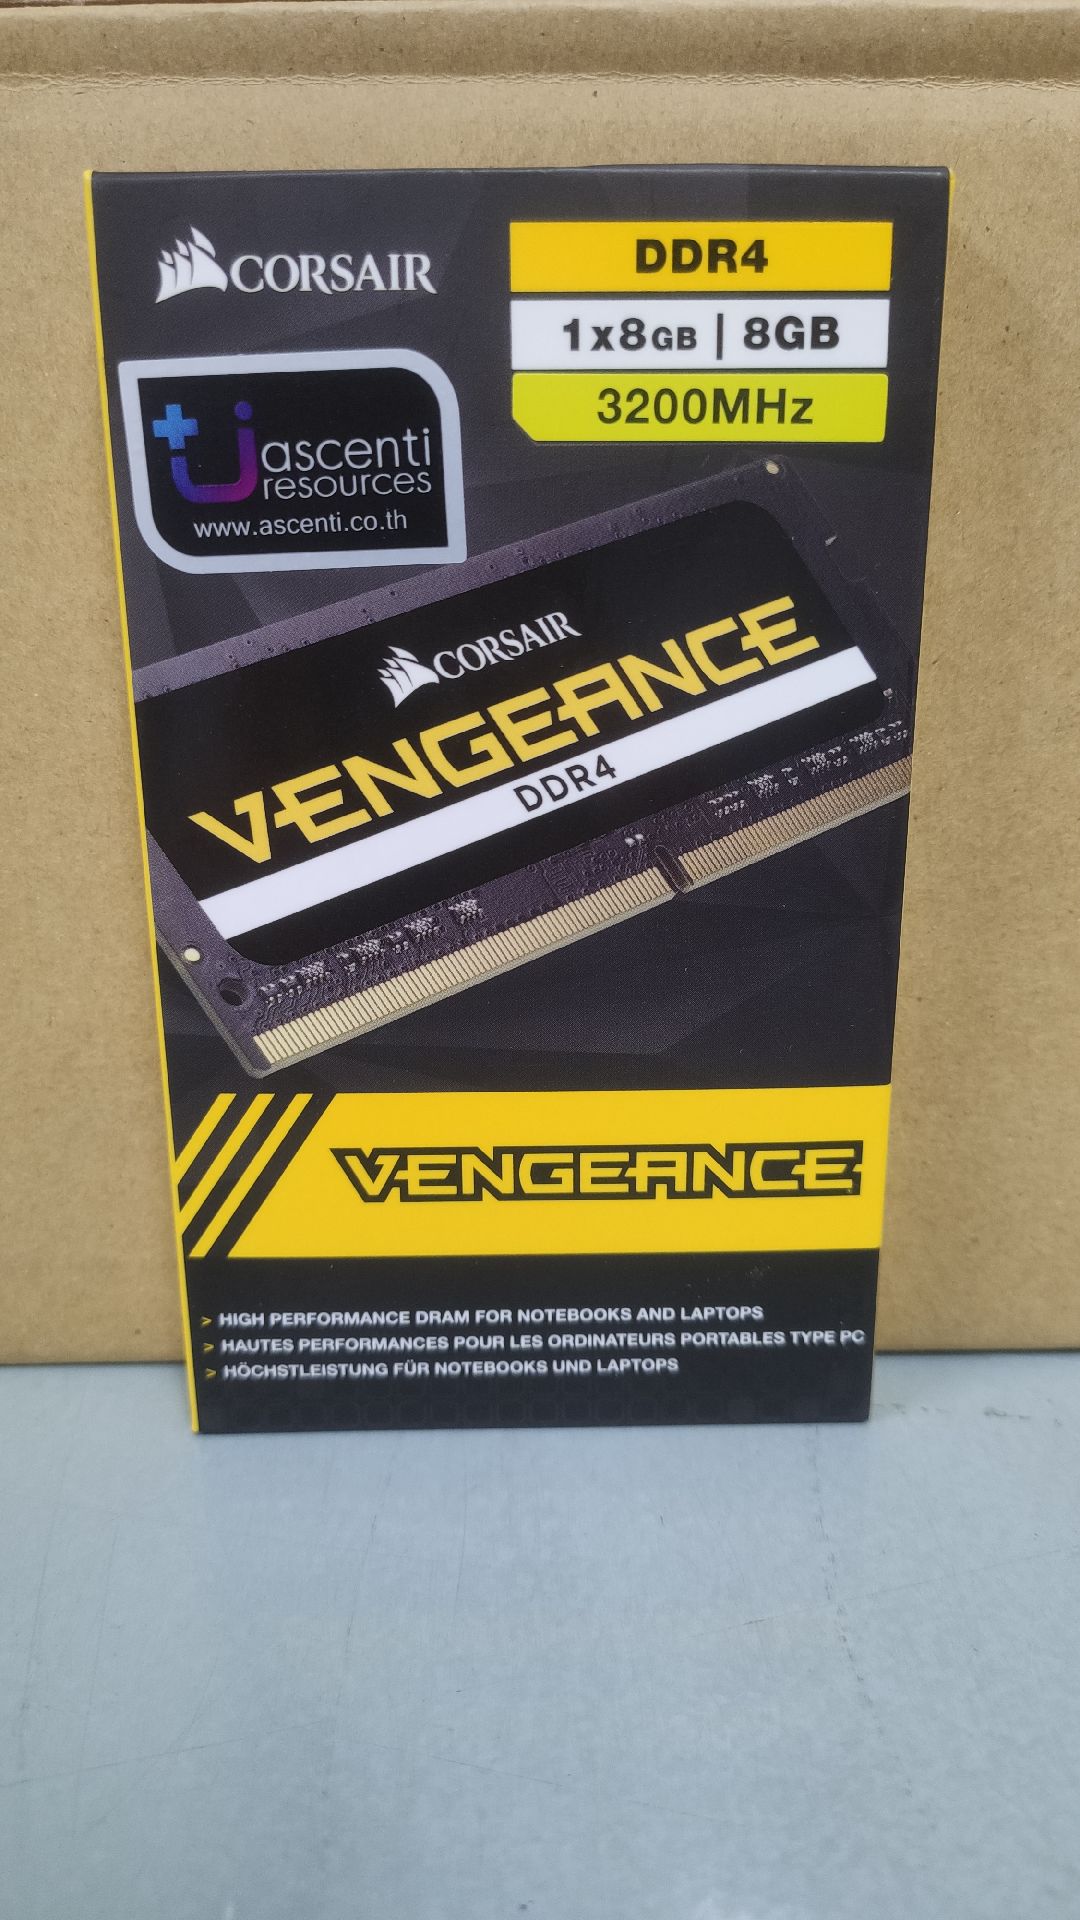 CORSAIR
DDR4
1x8GB | 8GB
3200MHz
ascenti
resources
www.ascenti.co.th
CORSAIR
VENGEANCE
DDR4
VENGEANCE
> HIGH PERFORMANCE DRAM FOR NOTEBOOKS AND LAPTOPS
> HAUTES PERFORMANCES POUR LES ORDINATEURS PORTABLES TYPE PC
> HÖCHSTLEISTUNG FÜR NOTEBOOKS UND LAPTOPS